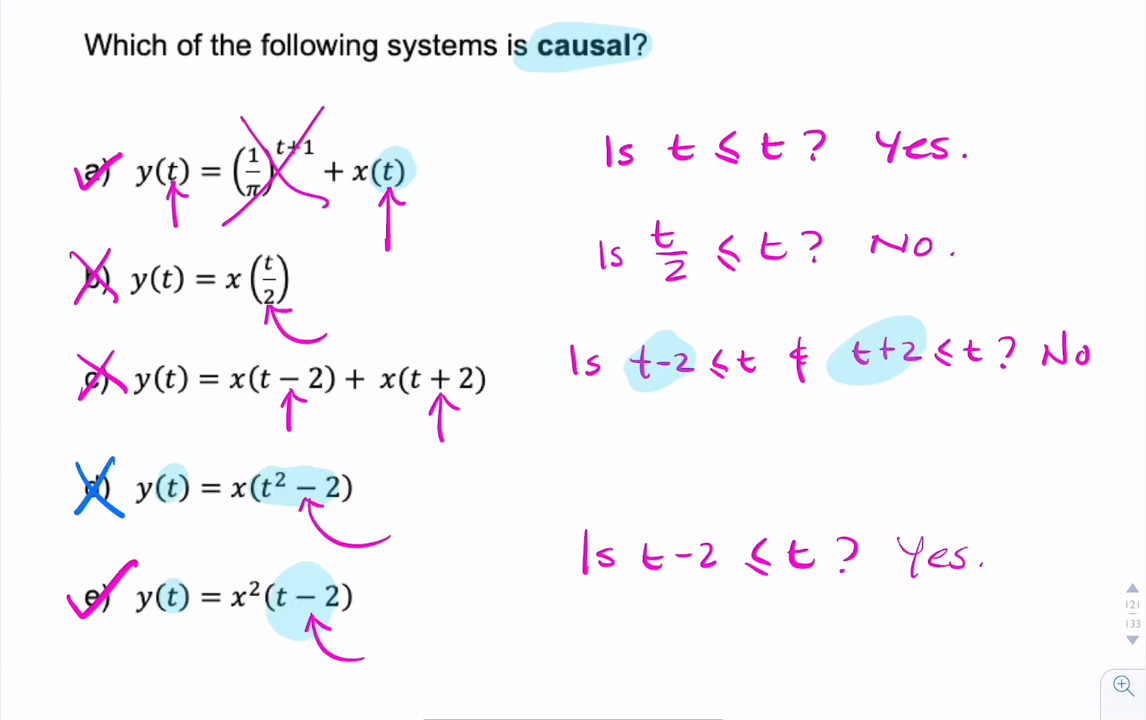 Which of the following systems is causal?
a) y(t) = (1/π)^(t+1) + x(t)
Is t ≤ t? Yes.
b) y(t) = x(t/2)
Is t/2 ≤ t? No.
c) y(t) = x(t − 2) + x(t + 2)
Is t-2 ≤ t & t+2 ≤ t? No
d) y(t) = x(t² − 2)
e) y(t) = x²(t − 2)
Is t-2 ≤ t? Yes.
121
133